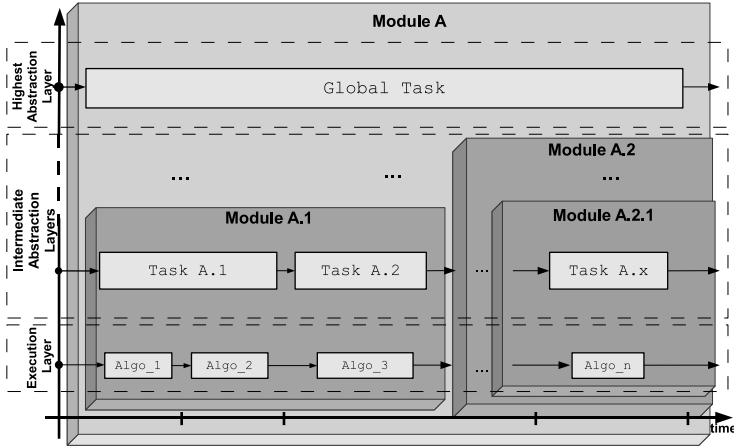 Module A
Highest
Abstraction
Layer
Global Task
Module A.2
...
...
...
Intermediate
Abstraction
Layers
Module A.1
Module A.2.1
Task A.1
Task A.2
...
Task A.x
Execution
Layer
Algo_1
Algo_2
Algo_3
...
Algo_n
time